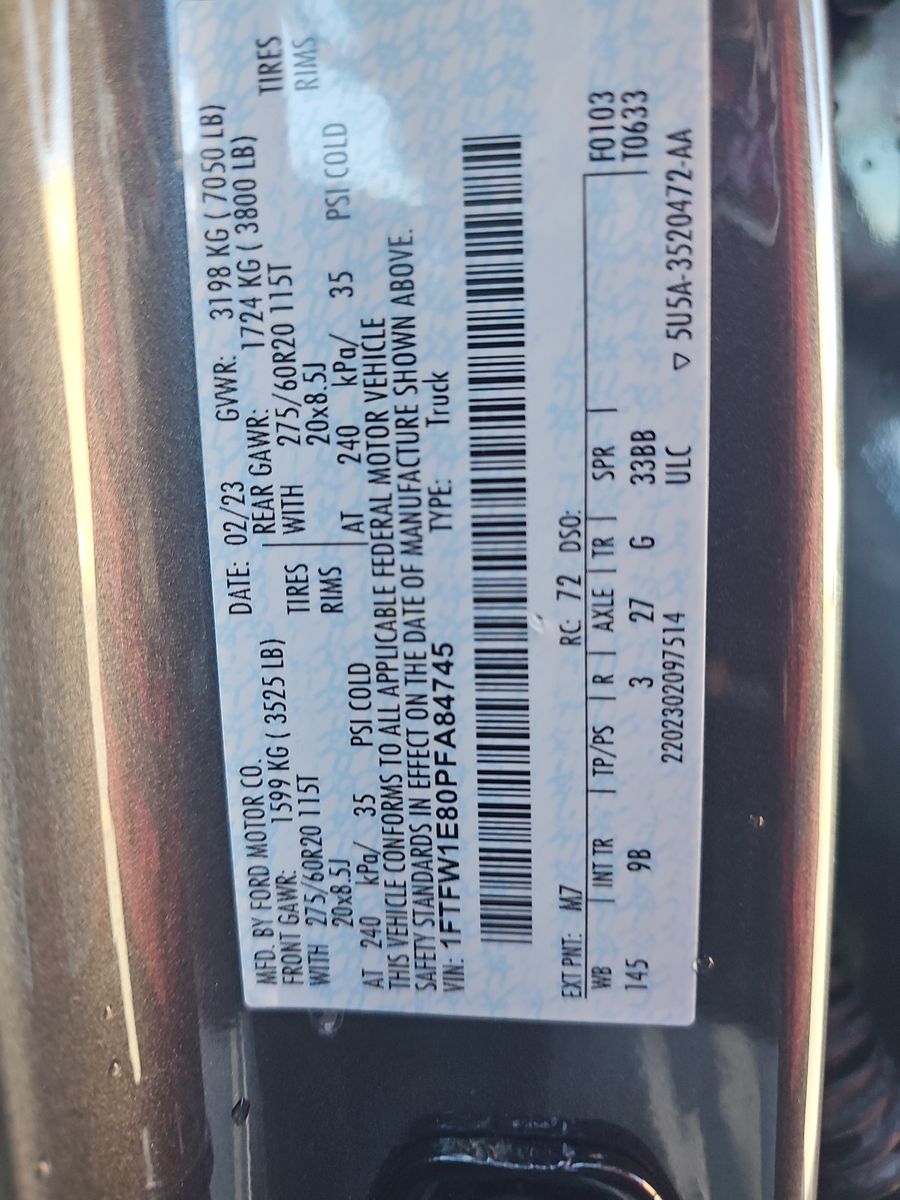 MFD. BY FORD MOTOR CO. DATE: 02/23 GVWR: 3198 KG ( 7050 LB)
FRONT GAWR: 1599 KG ( 3525 LB) REAR GAWR: 1724 KG ( 3800 LB)
WITH 275/60R20 115T TIRES WITH 275/60R20 115T TIRES
20x8.5J RIMS 20x8.5J RIMS
AT 240 kPa/ 35 PSI COLD AT 240 kPa/ 35 PSI COLD
THIS VEHICLE CONFORMS TO ALL APPLICABLE FEDERAL MOTOR VEHICLE
SAFETY STANDARDS IN EFFECT ON THE DATE OF MANUFACTURE SHOWN ABOVE.
VIN: 1FTFW1E80PFA84745 TYPE: Truck
EXT PNT: M7 RC: 72 DSO: F0103
WB INT TR TP/PS R AXLE TR SPR T0633
145 9B 3 27 G 33BB
2202302097514 ULC ▽ 5U5A-3520472-AA